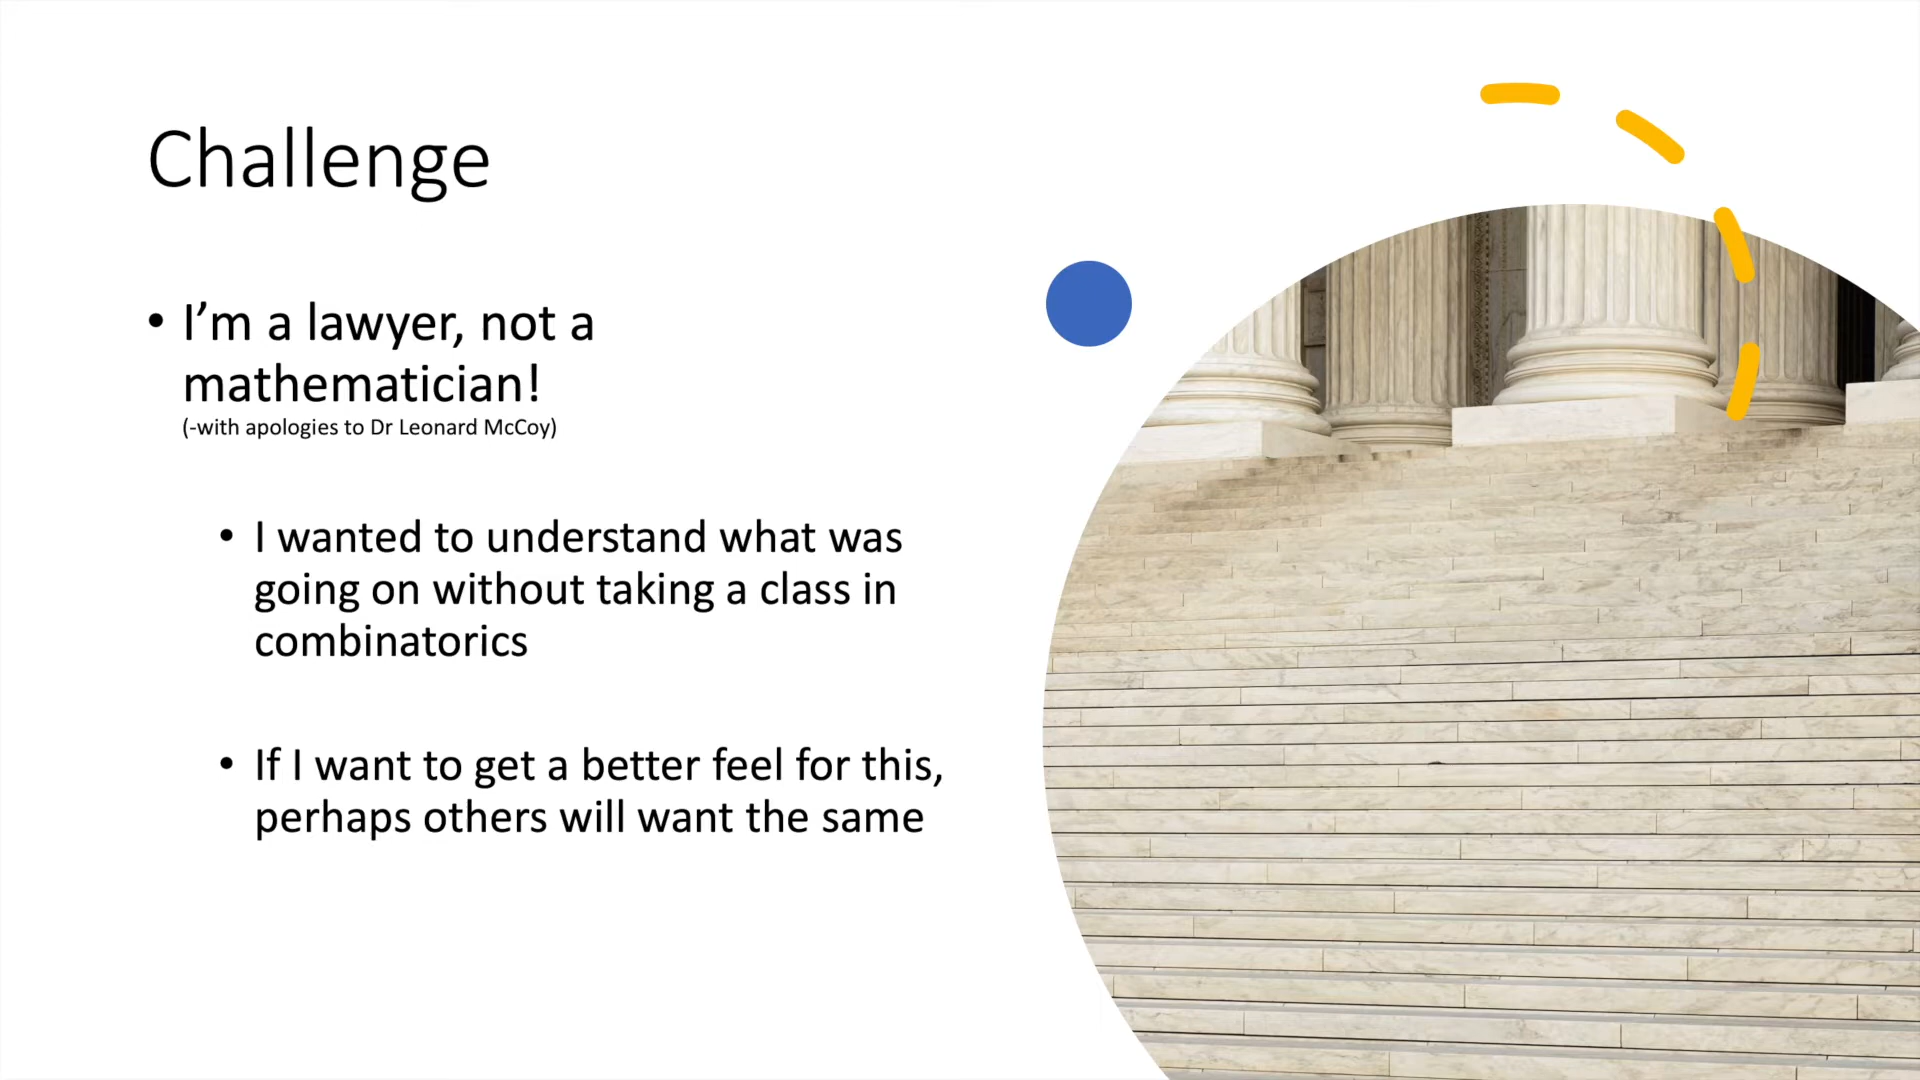 Challenge
• I’m a lawyer, not a
mathematician!
(-with apologies to Dr Leonard McCoy)
• I wanted to understand what was
going on without taking a class in
combinatorics
• If I want to get a better feel for this,
perhaps others will want the same